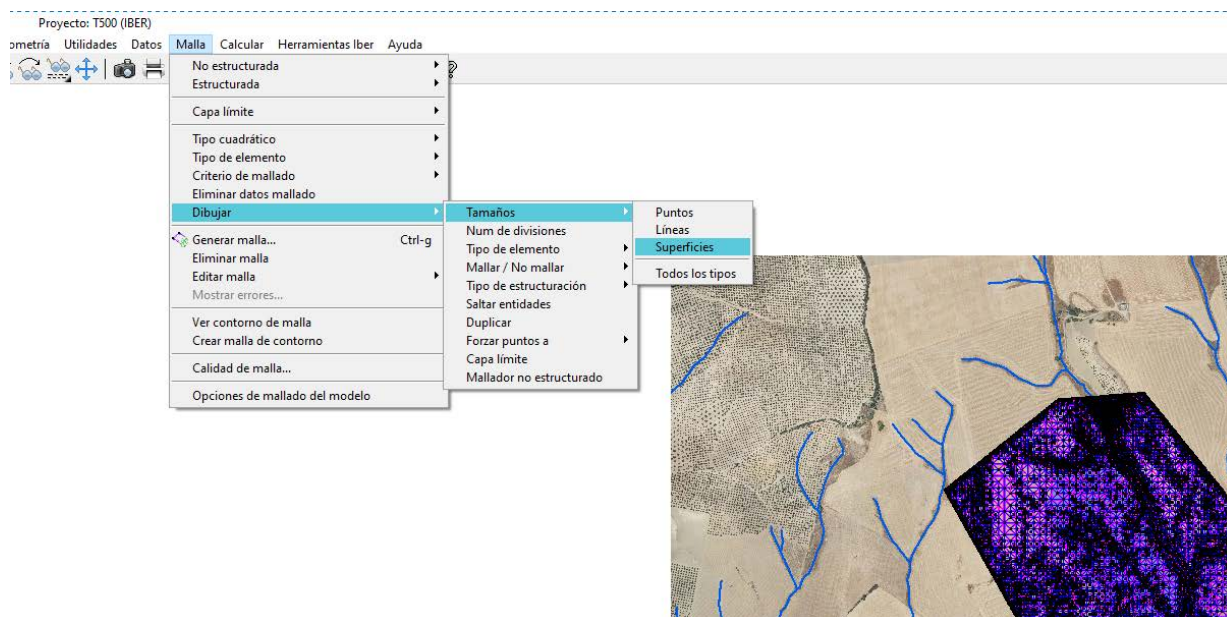 Proyecto: T500 (IBER)
ometría Utilidades Datos Malla Calcular Herramientas Iber Ayuda
No estructurada
Estructurada
Capa límite
Tipo cuadrático
Tipo de elemento
Criterio de mallado
Eliminar datos mallado
Dibujar
Generar malla... Ctrl-g
Eliminar malla
Editar malla
Mostrar errores...
Ver contorno de malla
Crear malla de contorno
Calidad de malla...
Opciones de mallado del modelo
Tamaños
Num de divisiones
Tipo de elemento
Mallar / No mallar
Tipo de estructuración
Saltar entidades
Duplicar
Forzar puntos a
Capa límite
Mallador no estructurado
Puntos
Líneas
Superficies
Todos los tipos